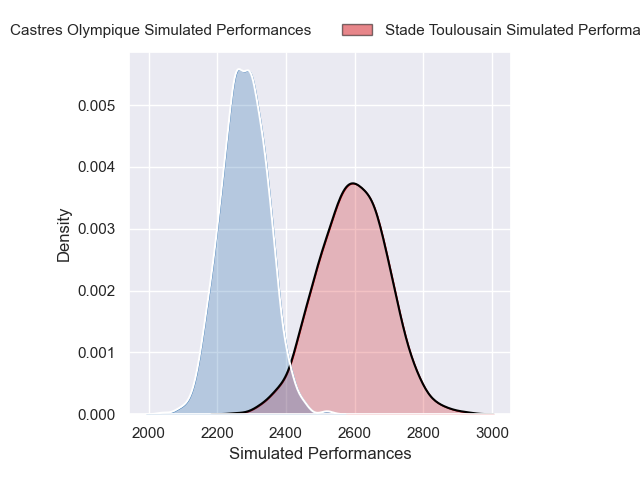 Castres Olympique Simulated Performances
Stade Toulousain Simulated Performa
0.005
0.004
0.003
0.002
0.001
0.000
Density
2000 2200 2400 2600 2800 3000
Simulated Performances